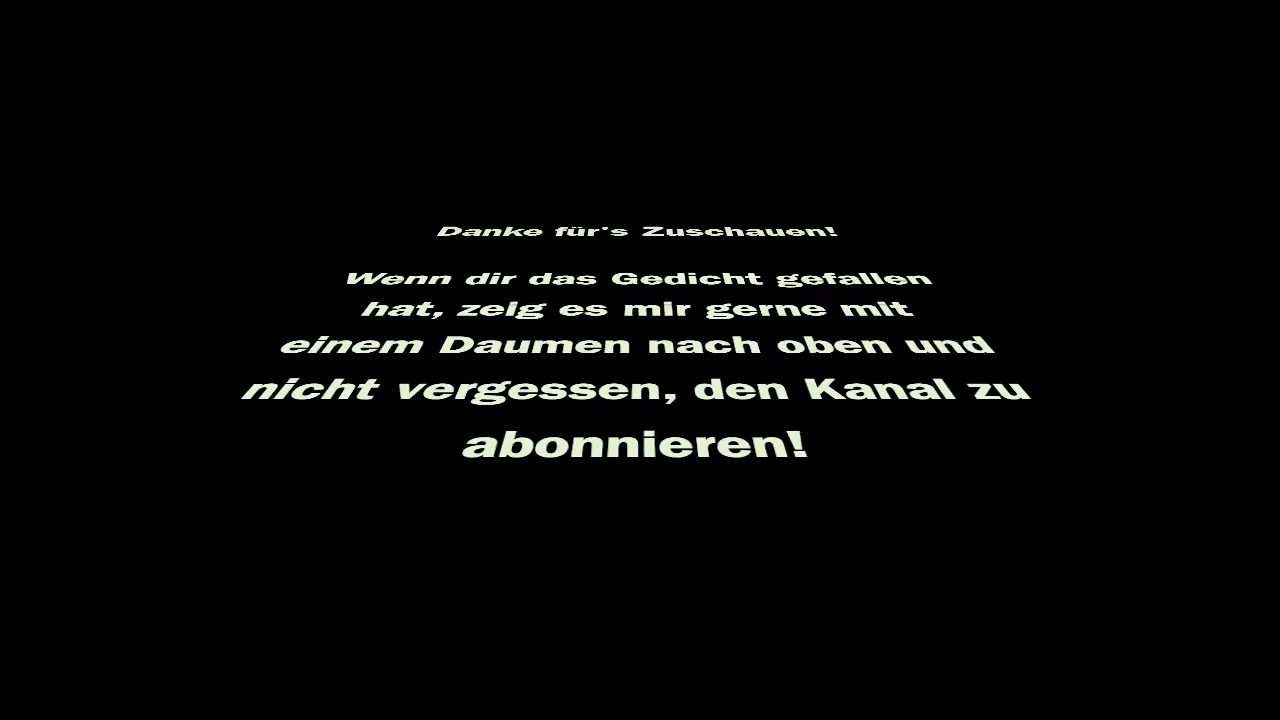 Danke für's Zuschauen!
Wenn dir das Gedicht gefallen
hat, zeig es mir gerne mit
einem Daumen nach oben und
nicht vergessen, den Kanal zu
abonnieren!